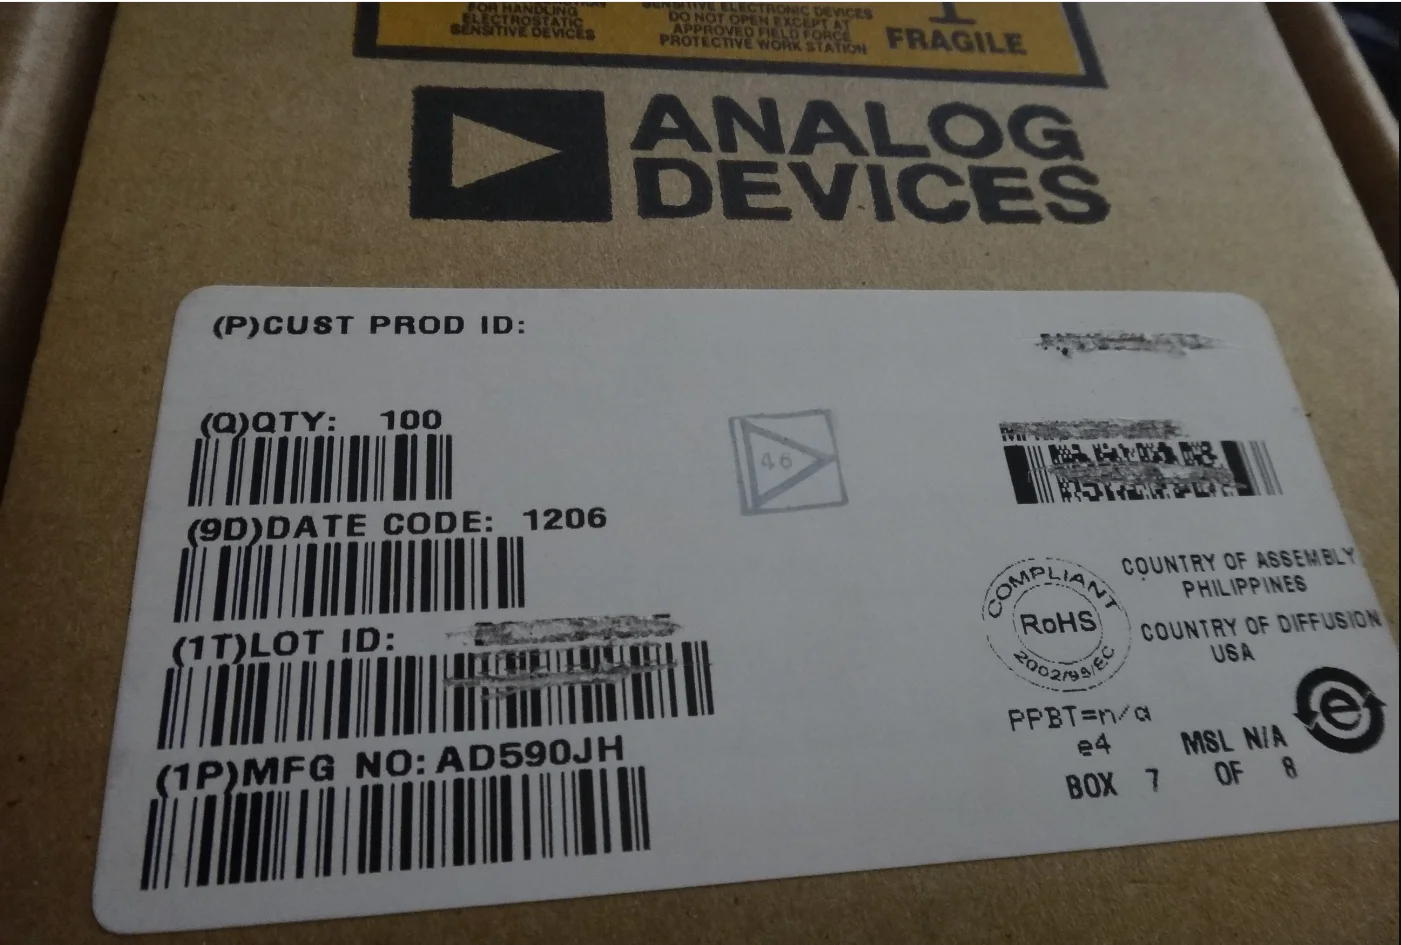 FOR HANDLING
ELECTROSTATIC
SENSITIVE DEVICES
SENSITIVE ELECTRONIC DEVICES
DO NOT OPEN EXCEPT AT
APPROVED FIELD FORCE
PROTECTIVE WORK STATION
FRAGILE
ANALOG
DEVICES
(P)CUST PROD ID:
(Q)QTY: 100
46
(9D)DATE CODE: 1206
(1T)LOT ID:
(1P)MFG NO: AD590JH
COMPLIANT
RoHS
2002/95/EC
COUNTRY OF ASSEMBLY
PHILIPPINES
COUNTRY OF DIFFUSION
USA
e
PPBT=n/a
e4
MSL N/A
BOX 7 OF 8